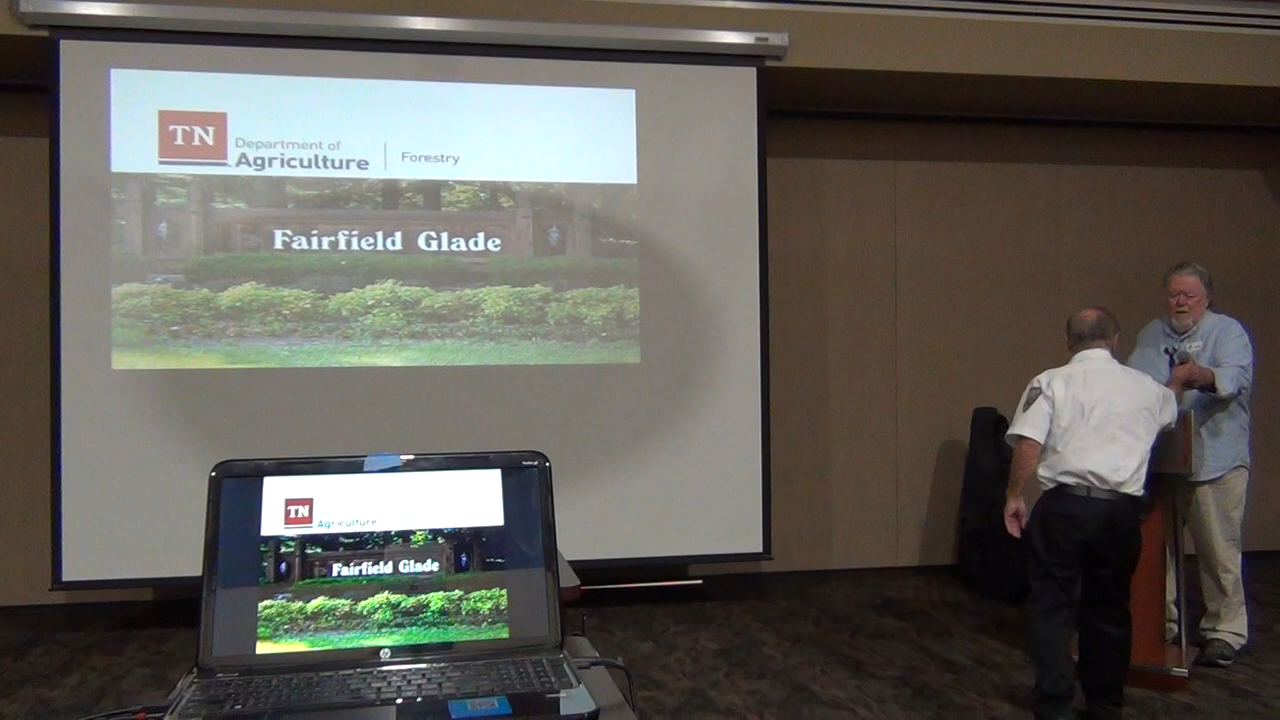 TN
Department of
Agriculture
Forestry
Fairfield Glade
TN
Agriculture
Fairfield Glade
hp